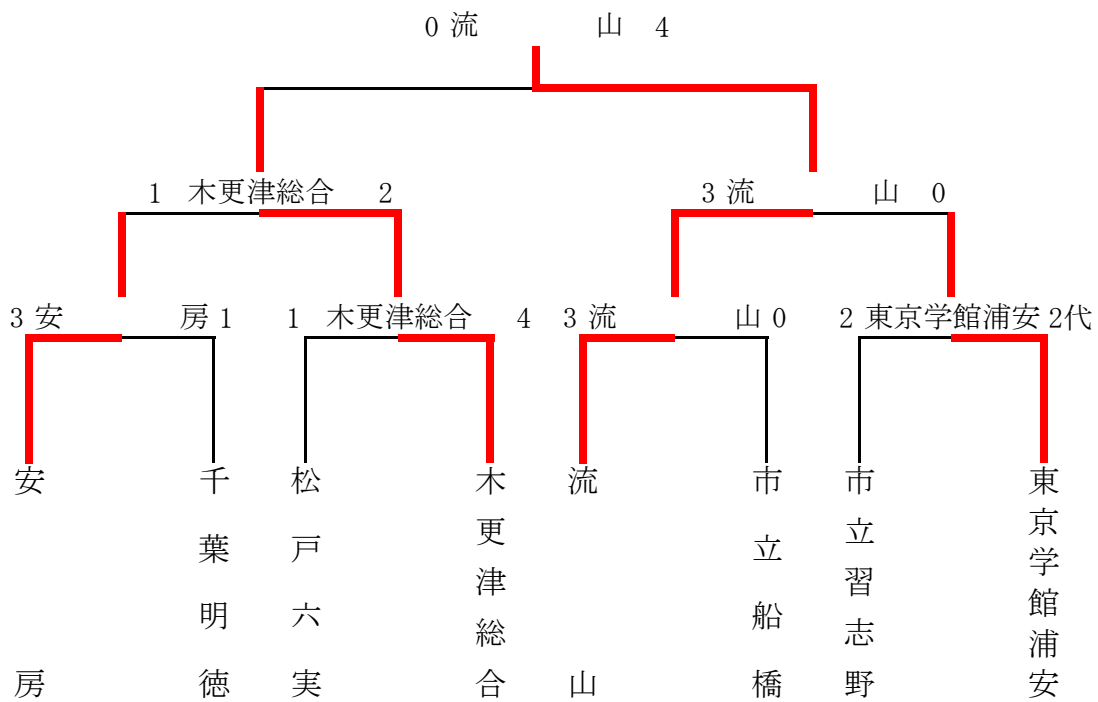 0 流 山 4
1 木更津総合 2
3 流 山 0
3 安 房 1
1 木更津総合 4
3 流 山 0
2 東京学館浦安 2代
安房
千葉明徳
松戸六実
木更津総合
流山
市立船橋
市立習志野
東京学館浦安